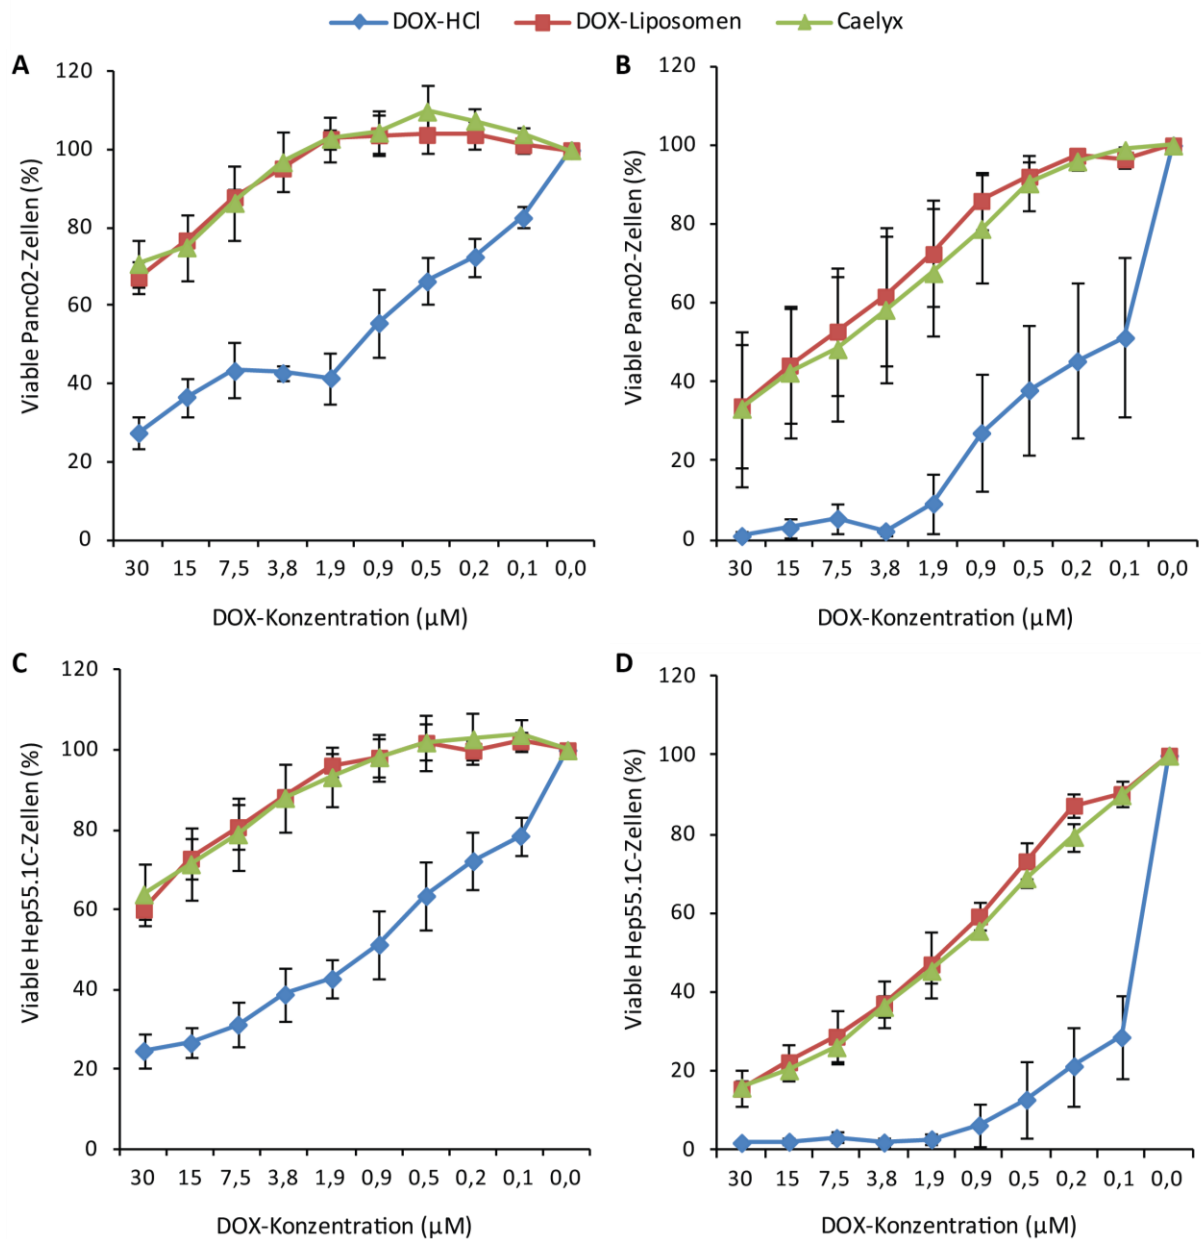 DOX-HCl DOX-Liposomen Caelyx
A
120
100
80
60
40
20
0
Viable Panc02-Zellen (%)
30 15 7,5 3,8 1,9 0,9 0,5 0,2 0,1 0,0
DOX-Konzentration (µM)
B
120
100
80
60
40
20
0
Viable Panc02-Zellen (%)
30 15 7,5 3,8 1,9 0,9 0,5 0,2 0,1 0,0
DOX-Konzentration (µM)
C
120
100
80
60
40
20
0
Viable Hep55.1C-Zellen (%)
30 15 7,5 3,8 1,9 0,9 0,5 0,2 0,1 0,0
DOX-Konzentration (µM)
D
120
100
80
60
40
20
0
Viable Hep55.1C-Zellen (%)
30 15 7,5 3,8 1,9 0,9 0,5 0,2 0,1 0,0
DOX-Konzentration (µM)